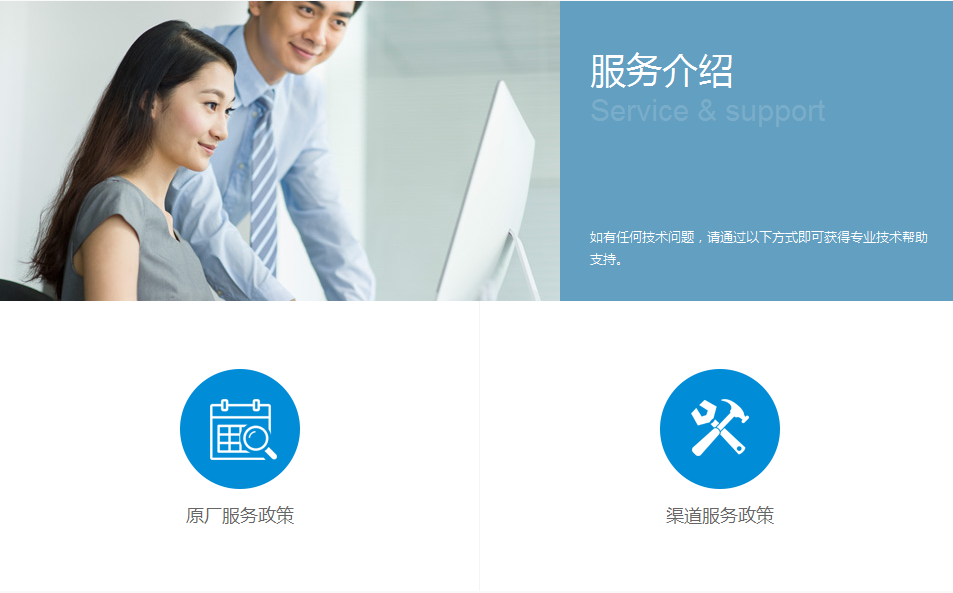 服务介绍
Service & support
如有任何技术问题，请通过以下方式即可获得专业技术帮助
支持。
原厂服务政策
渠道服务政策